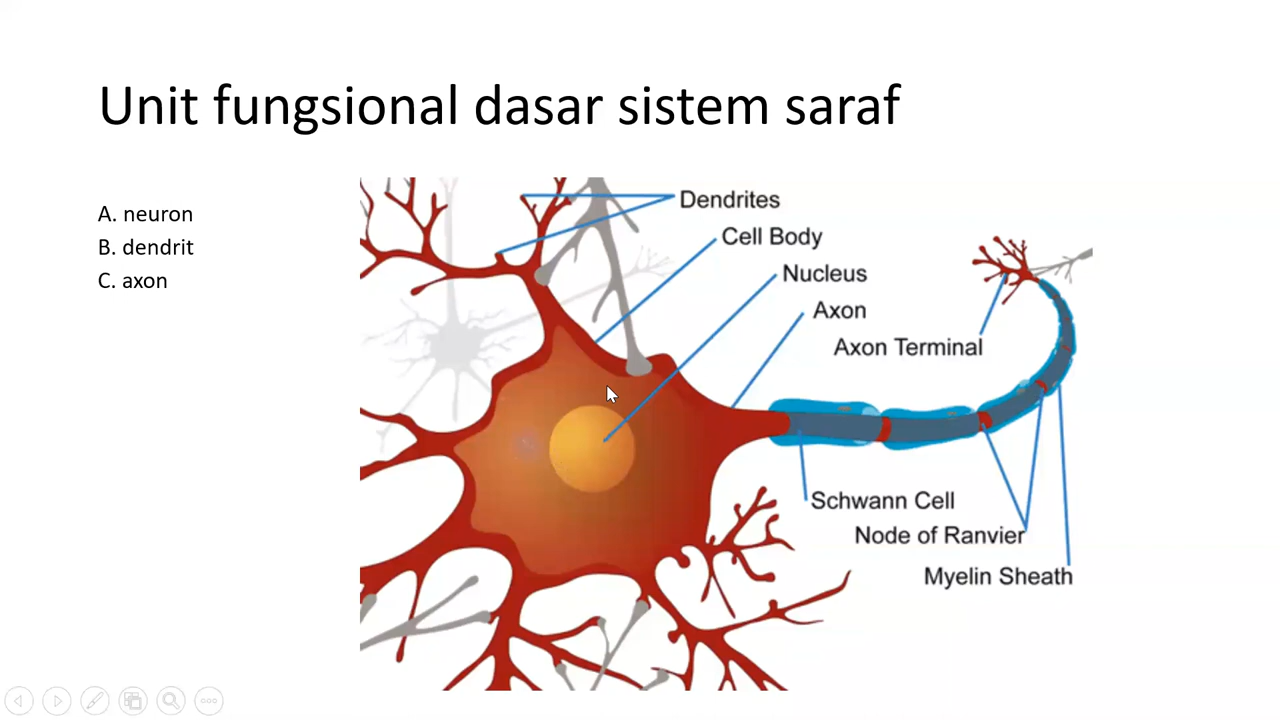 Unit fungsional dasar sistem saraf
A. neuron
B. dendrit
C. axon
Dendrites
Cell Body
Nucleus
Axon
Axon Terminal
Schwann Cell
Node of Ranvier
Myelin Sheath